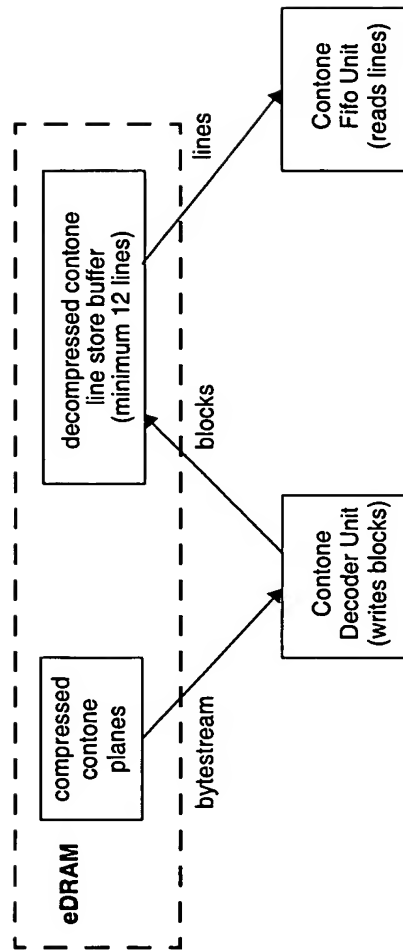 eDRAM
compressed
contone
planes
decompressed contone
line store buffer
(minimum 12 lines)
bytestream
blocks
lines
Contone
Decoder Unit
(writes blocks)
Contone
Fifo Unit
(reads lines)